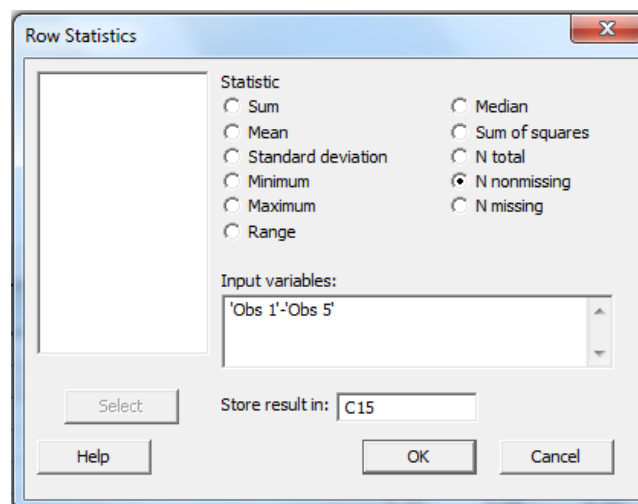 Row Statistics
Statistic
Sum
Mean
Standard deviation
Minimum
Maximum
Range
Median
Sum of squares
N total
N nonmissing
N missing
Input variables:
'Obs 1'-'Obs 5'
Select
Store result in: C15
Help
OK
Cancel